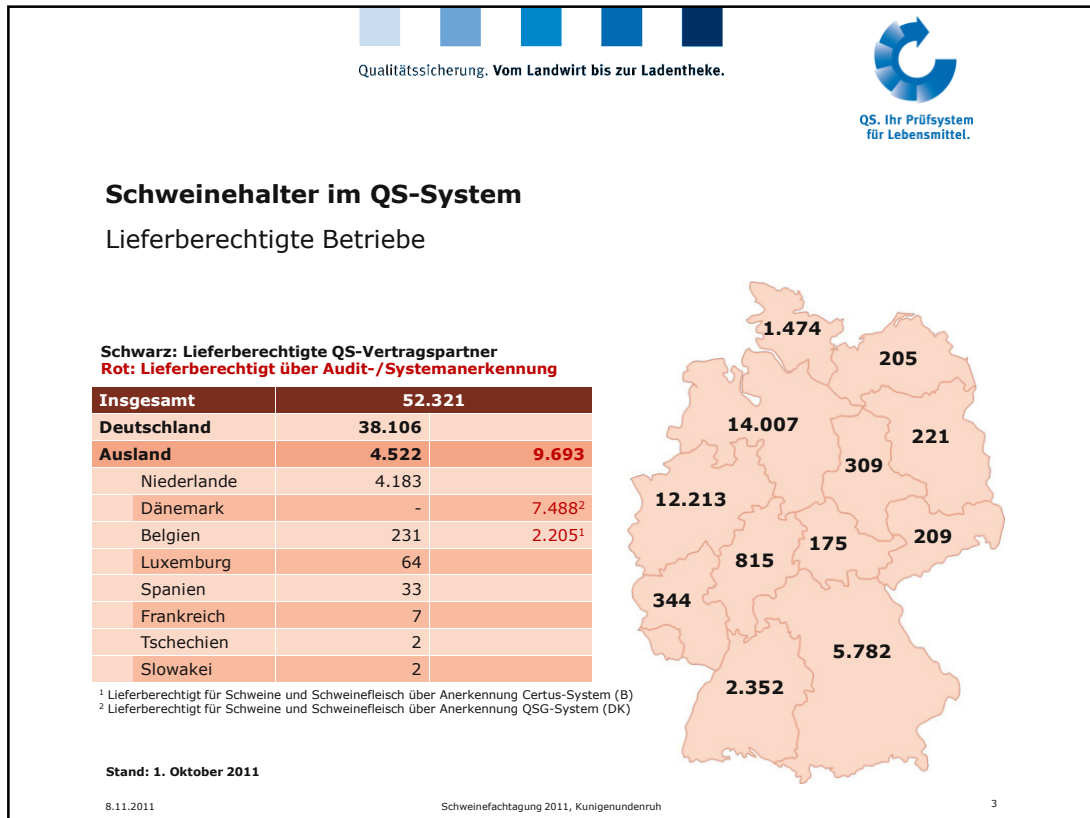 Qualitätssicherung. Vom Landwirt bis zur Ladentheke.
QS. Ihr Prüfsystem
für Lebensmittel.
Schweinehalter im QS-System
Lieferberechtigte Betriebe
Schwarz: Lieferberechtigte QS-Vertragspartner
Rot: Lieferberechtigt über Audit-/Systemanerkennung
Insgesamt 52.321
Deutschland 38.106
Ausland 4.522 9.693
Niederlande 4.183
Dänemark - 7.488²
Belgien 231 2.205¹
Luxemburg 64
Spanien 33
Frankreich 7
Tschechien 2
Slowakei 2
¹ Lieferberechtigt für Schweine und Schweinefleisch über Anerkennung Certus-System (B)
² Lieferberechtigt für Schweine und Schweinefleisch über Anerkennung QSG-System (DK)
1.474
205
14.007
221
309
12.213
209
175
815
344
5.782
2.352
Stand: 1. Oktober 2011
8.11.2011 Schweinefachtagung 2011, Kunigenundenruh 3